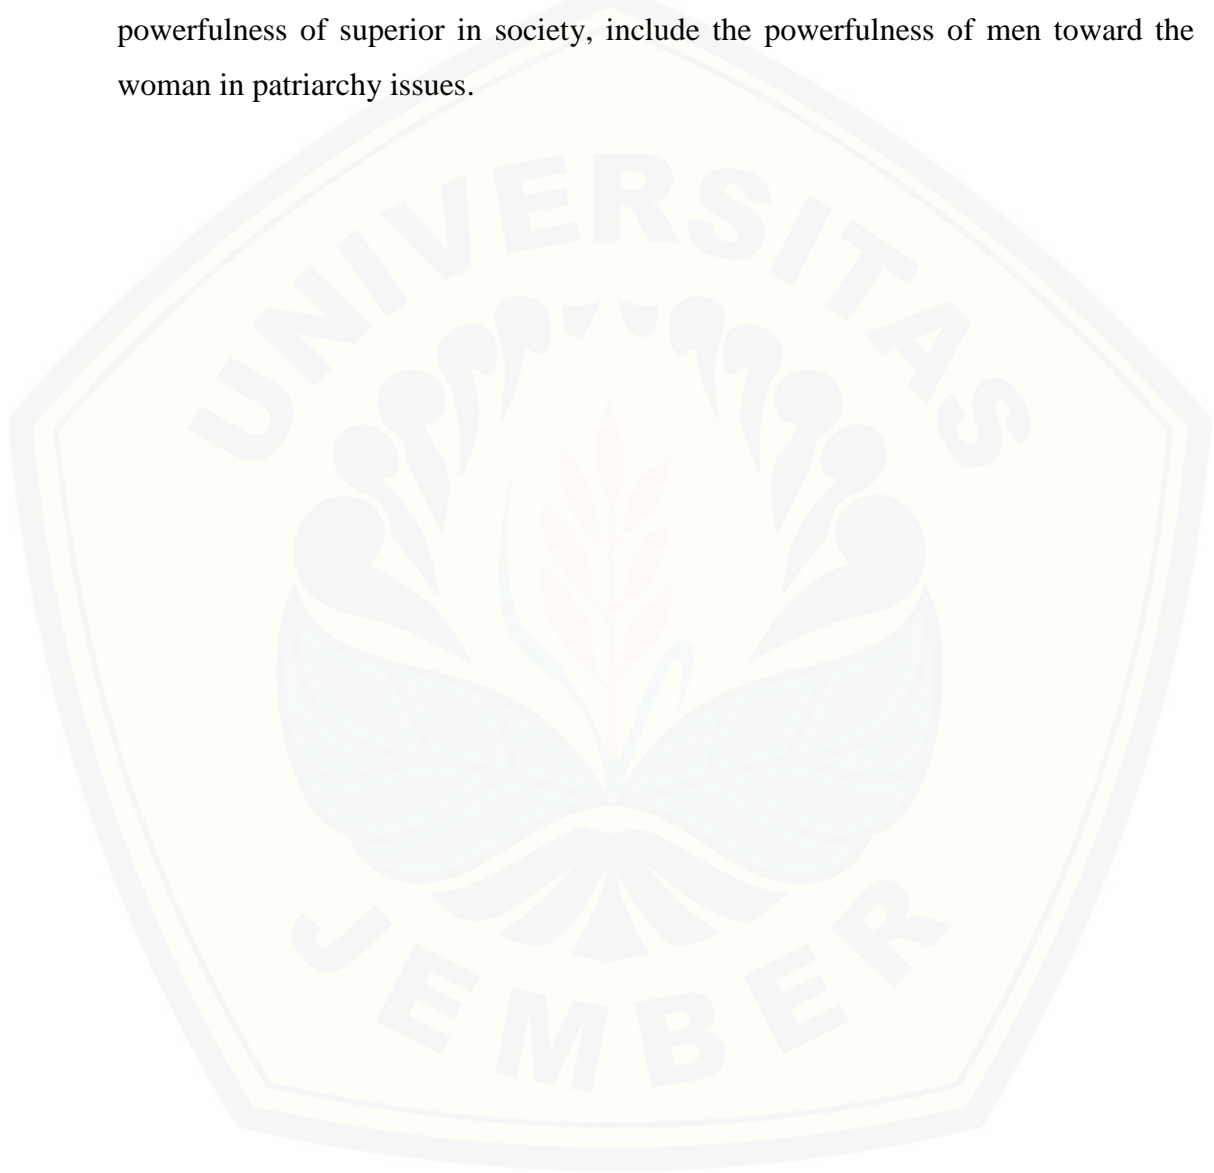 powerfulness of superior in society, include the powerfulness of men toward the
woman in patriarchy issues.
UNIVERSITAS
JEMBER